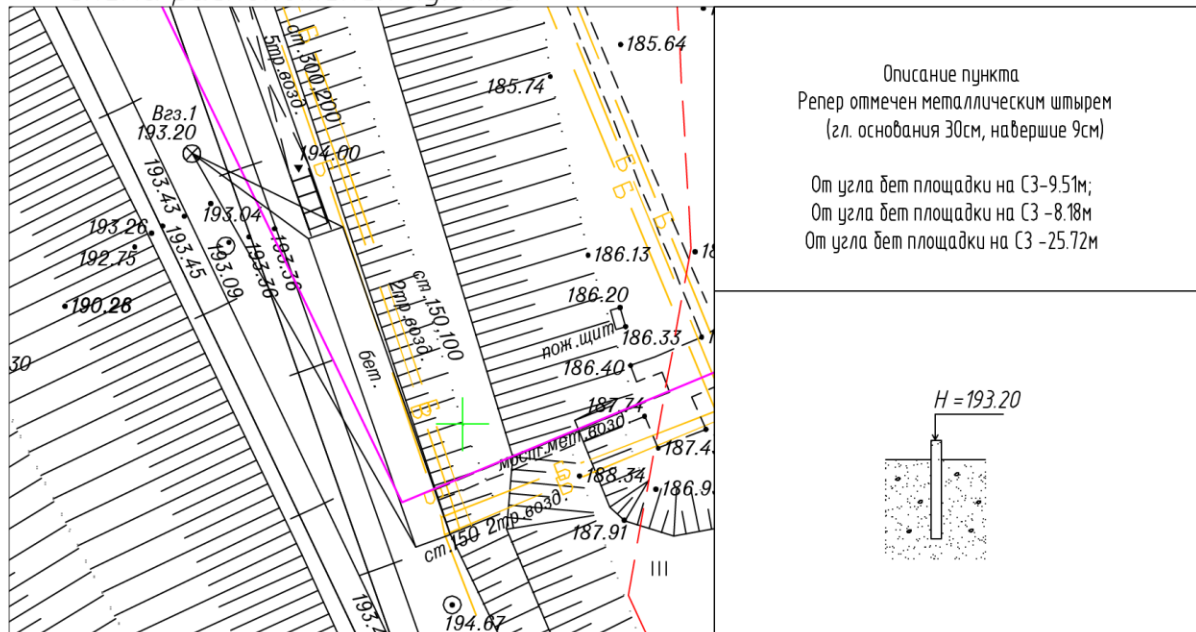 ст.300,200
5тр.возд.
185.64
185.74
Вгз.1
193.20
194.00
193.43
193.04
193.26
193.45
192.75
193.09
193.36
193.36
190.26
30
186.13
186.20
ст.150,100
2тр.возд.
бет.
пож.щит
186.33
186.40
187.74
мост.мет.возд.
187.4
188.34
186.9
ст.150 2тр.возд.
187.91
III
194.67
193.2
Б
Б
Б
Б
Описание пункта
Репер отмечен металлическим штырем
(гл. основания 30см, навершие 9см)
От угла бет площадки на СЗ-9.51м;
От угла бет площадки на СЗ -8.18м
От угла бет площадки на СЗ -25.72м
H =193.20